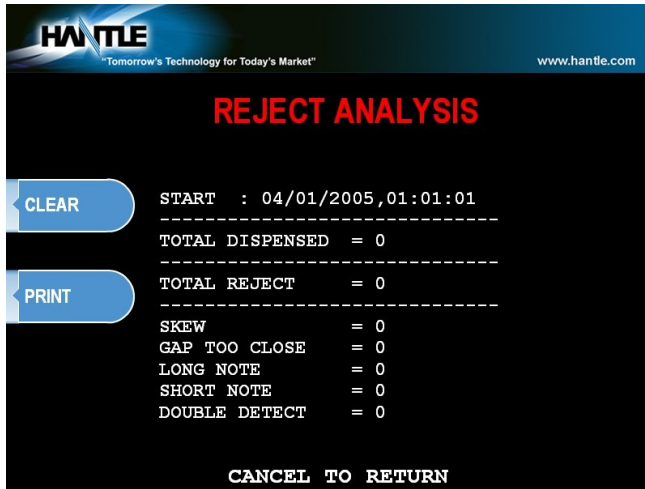 HANTLE
"Tomorrow's Technology for Today's Market"
www.hantle.com
REJECT ANALYSIS
CLEAR
PRINT
START : 04/01/2005,01:01:01
------------------------------
TOTAL DISPENSED = 0
------------------------------
TOTAL REJECT = 0
------------------------------
SKEW = 0
GAP TOO CLOSE = 0
LONG NOTE = 0
SHORT NOTE = 0
DOUBLE DETECT = 0
CANCEL TO RETURN